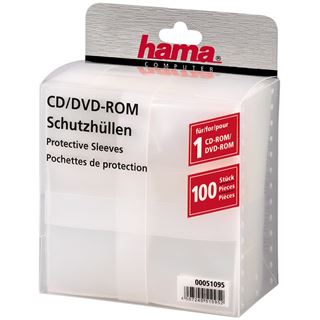 hama
COMPUTER
CD/DVD-ROM
Schutzhüllen
Protective Sleeves
Pochettes de protection
für/for/pour
1 CD-ROM/
DVD-ROM
100 Stück
Pieces
Pièces
00051095